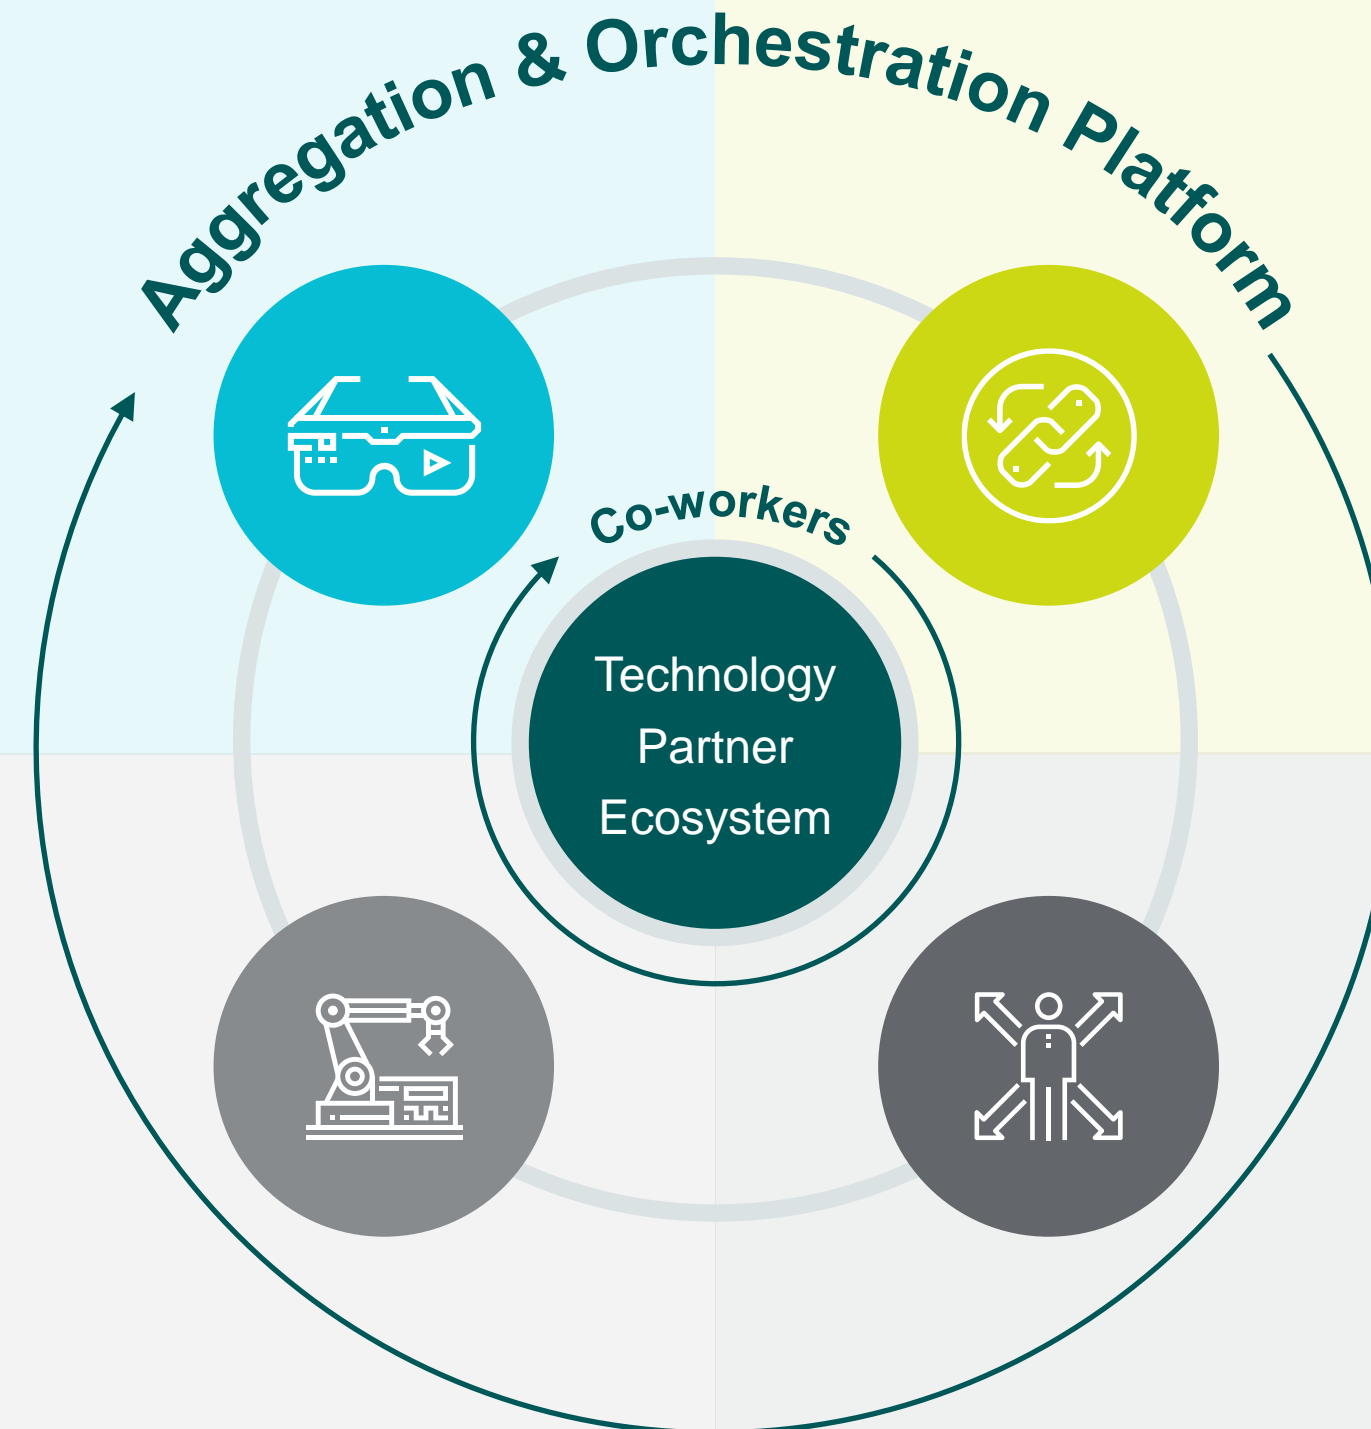 Aggregation & Orchestration Platform
Co-workers
Technology
Partner
Ecosystem